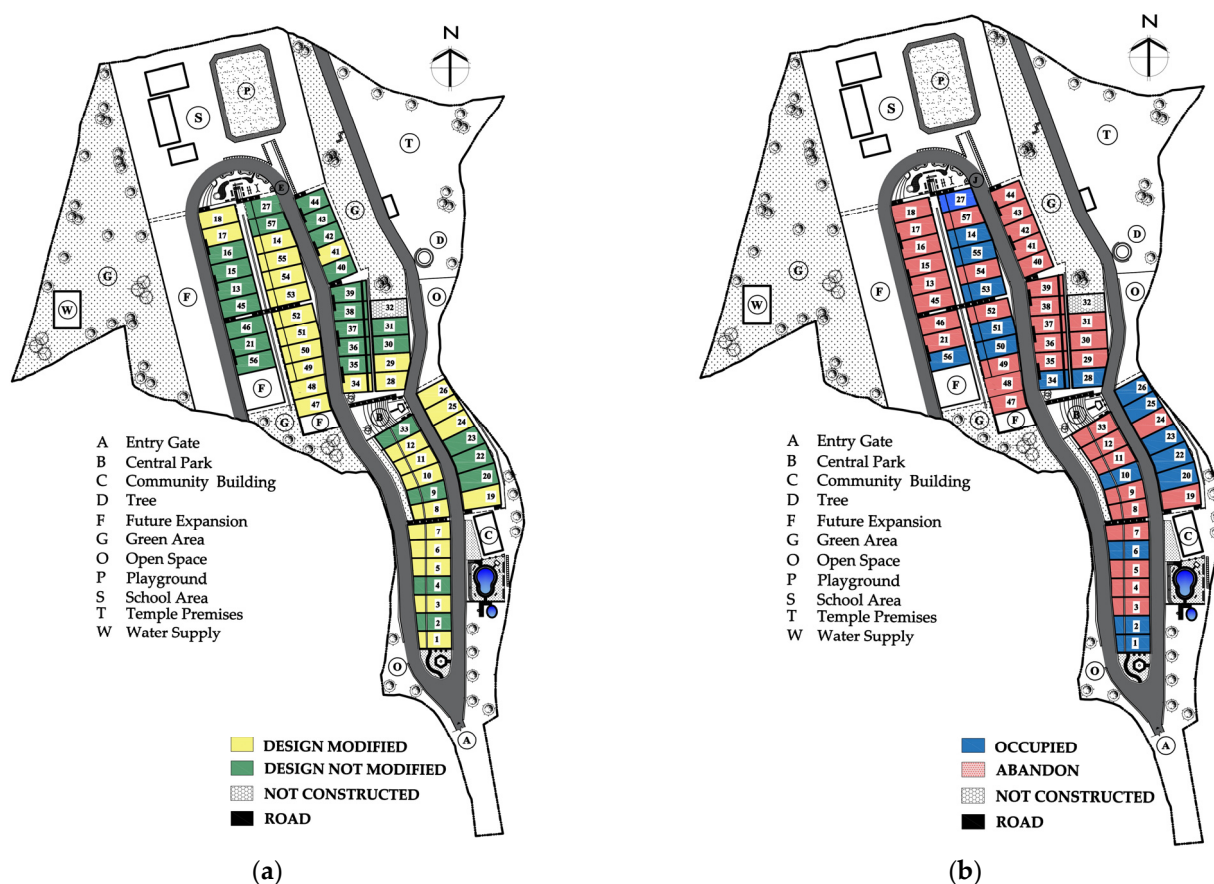 N
P
S
T
E
H I
G
D
O
W
G
F
18
17
16
15
13
45
46
21
56
F
G
27
57
14
55
54
53
52
51
50
49
48
47
F
44
43
42
41
40
39
38
37
36
35
34
32
31
30
29
28
B
33
12
11
10
9
8
7
6
5
4
3
2
1
26
25
24
23
22
20
19
C
O
A
A Entry Gate
B Central Park
C Community Building
D Tree
F Future Expansion
G Green Area
O Open Space
P Playground
S School Area
T Temple Premises
W Water Supply
DESIGN MODIFIED
DESIGN NOT MODIFIED
NOT CONSTRUCTED
ROAD
(a)
N
P
S
T
J
H I
G
D
O
W
G
F
18
17
16
15
13
45
46
21
56
F
G
27
57
14
55
54
53
52
51
50
49
48
47
F
44
43
42
41
40
39
38
37
36
35
34
32
31
30
29
28
B
33
12
11
10
9
8
7
6
5
4
3
2
1
26
25
24
23
22
20
19
C
O
A
A Entry Gate
B Central Park
C Community Building
D Tree
F Future Expansion
G Green Area
O Open Space
P Playground
S School Area
T Temple Premises
W Water Supply
OCCUPIED
ABANDON
NOT CONSTRUCTED
ROAD
(b)